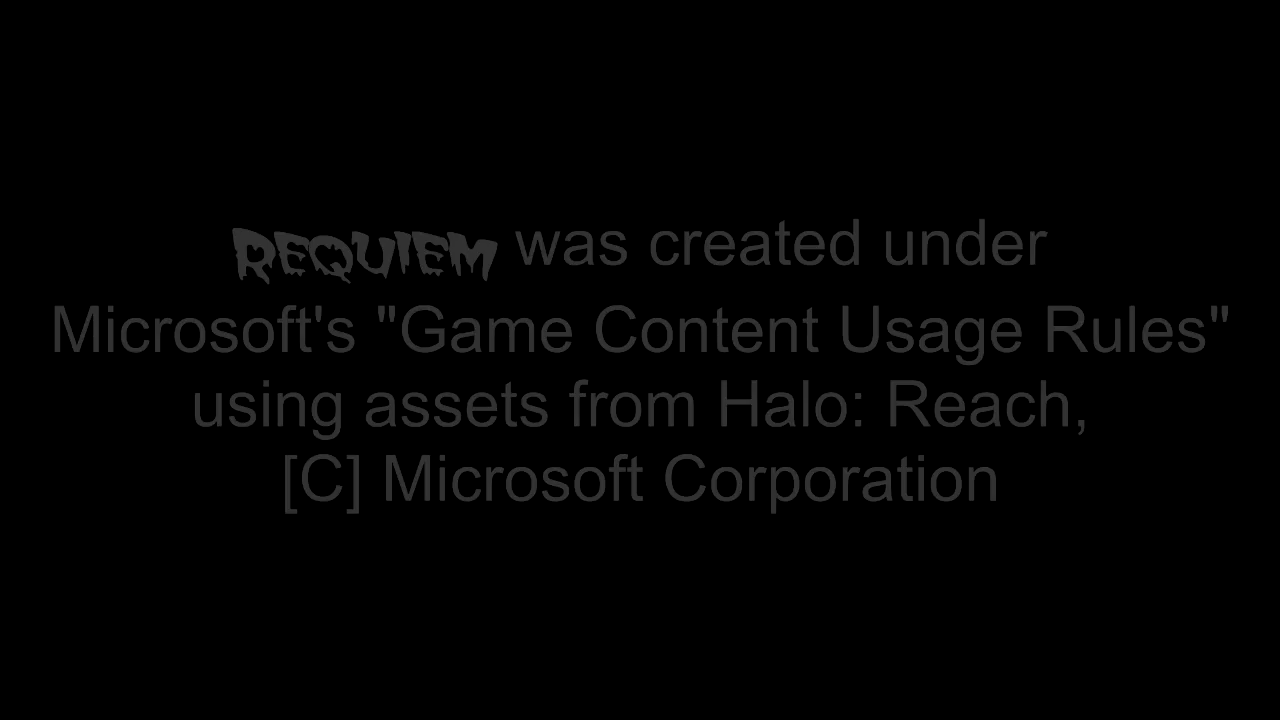 REQUIEM was created under
Microsoft's "Game Content Usage Rules"
using assets from Halo: Reach,
[C] Microsoft Corporation